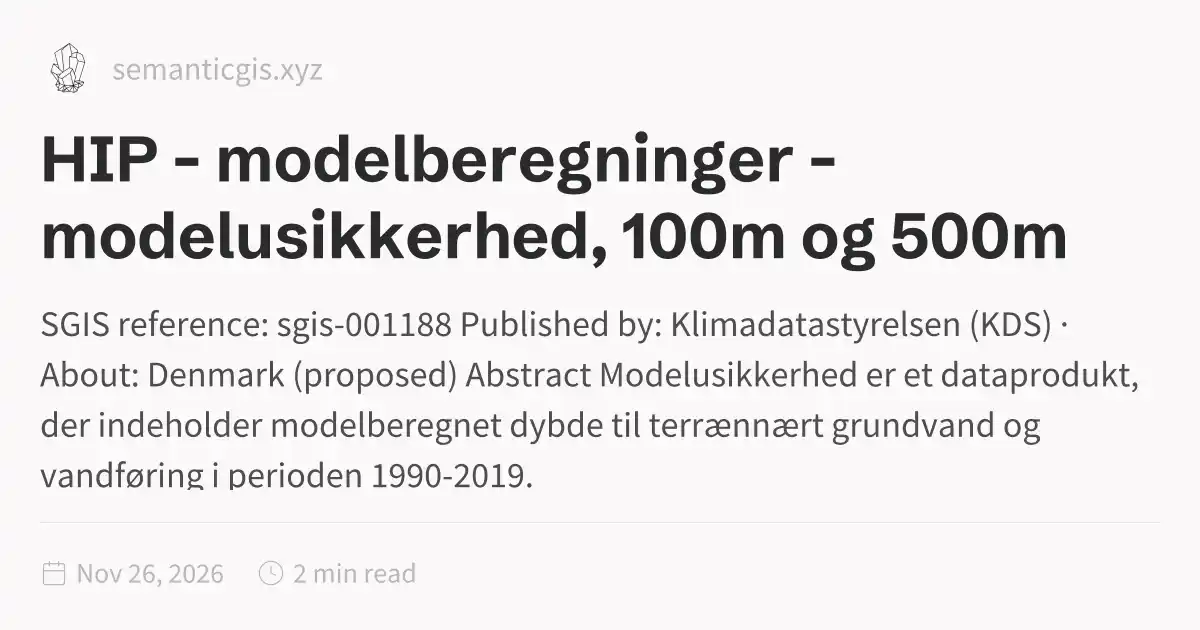 semanticgis.xyz
HIP - modelberegninger -
modelusikkerhed, 100m og 500m
SGIS reference: sgis-001188 Published by: Klimadatastyrelsen (KDS) ·
About: Denmark (proposed) Abstract Modelusikkerhed er et dataprodukt,
der indeholder modelberegnet dybde til terrænnært grundvand og
vandføring i perioden 1990-2019.
Nov 26, 2026 2 min read